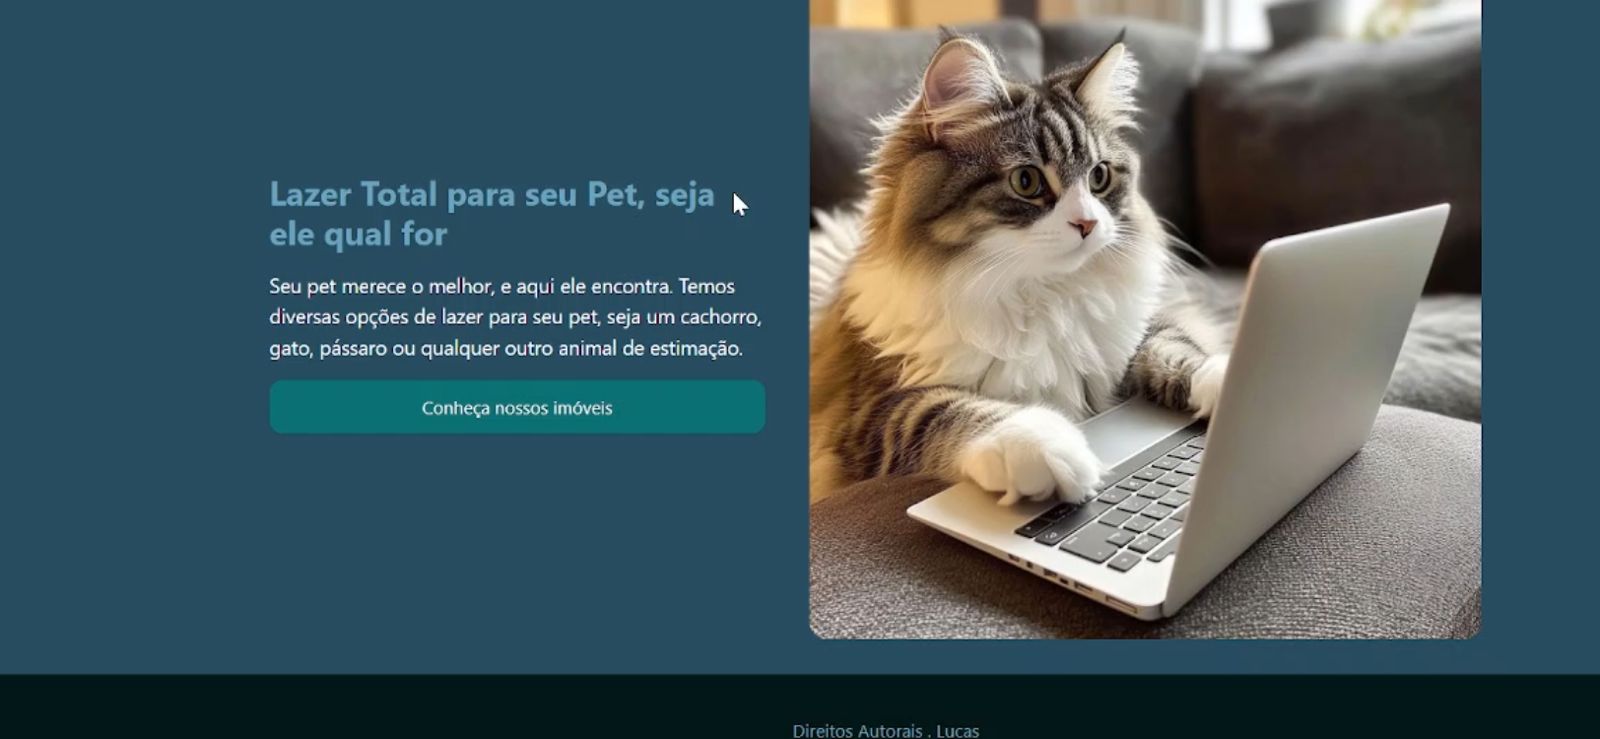 Lazer Total para seu Pet, seja
ele qual for
Seu pet merece o melhor, e aqui ele encontra. Temos
diversas opções de lazer para seu pet, seja um cachorro,
gato, pássaro ou qualquer outro animal de estimação.
Conheça nossos imóveis
Direitos Autorais . Lucas